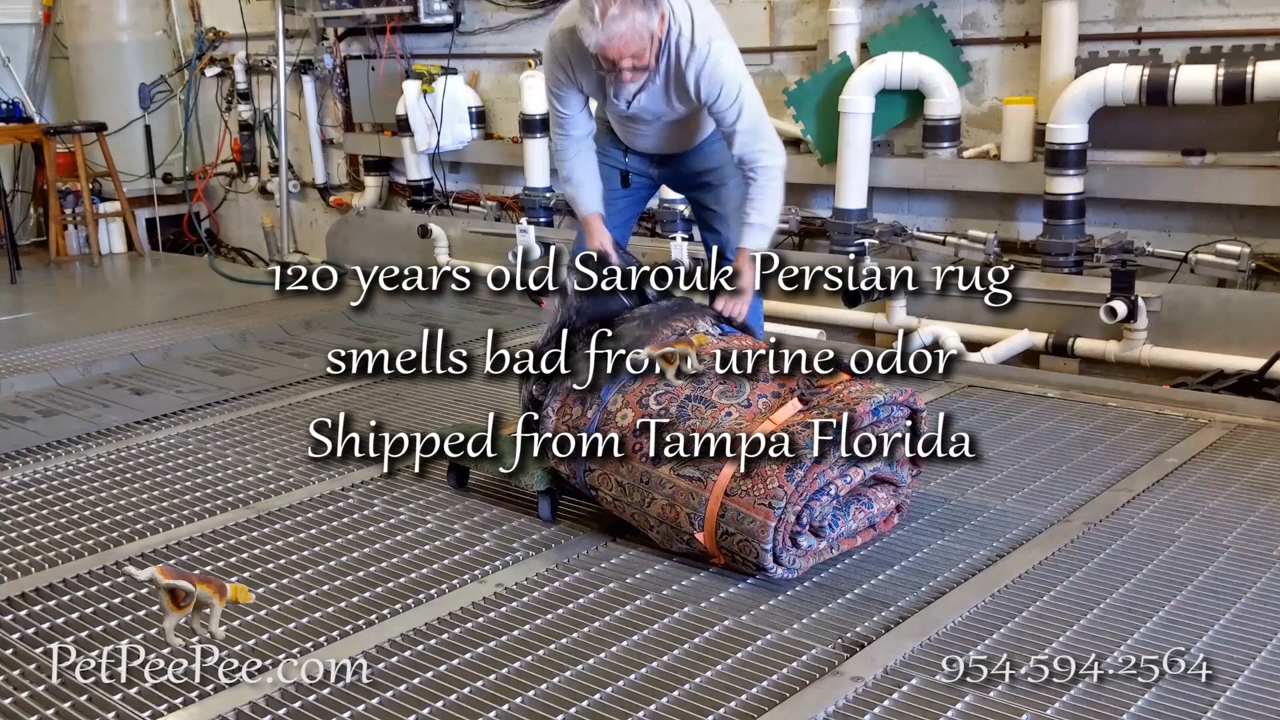 120 years old Sarouk Persian rug
smells bad from urine odor
Shipped from Tampa Florida
PetPeePee.com
954.594.2564